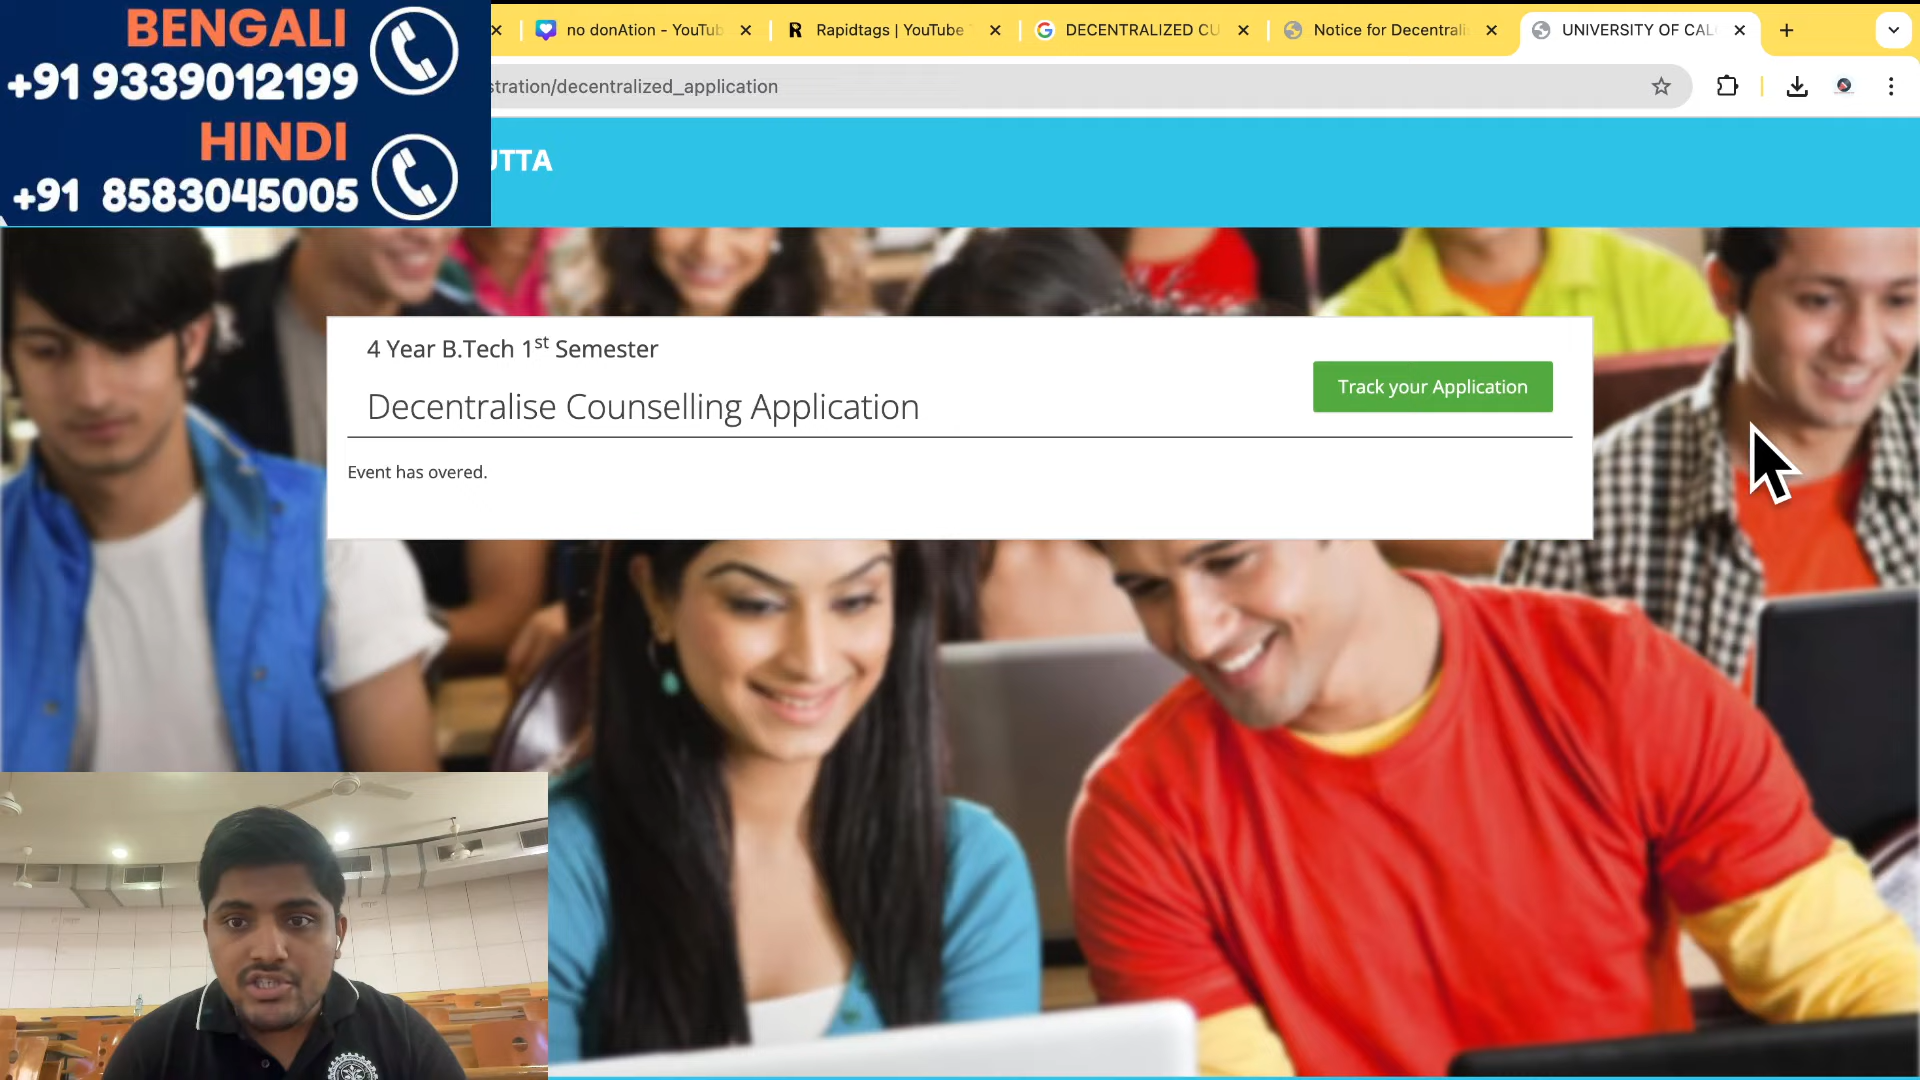 BENGALI
+91 9339012199
HINDI
+91 8583045005
no donAtion - YouTub
Rapidtags | YouTube
DECENTRALIZED CU
Notice for Decentrali
UNIVERSITY OF CAL
stration/decentralized_application
UTTA
4 Year B.Tech 1st Semester
Decentralise Counselling Application
Track your Application
Event has overed.